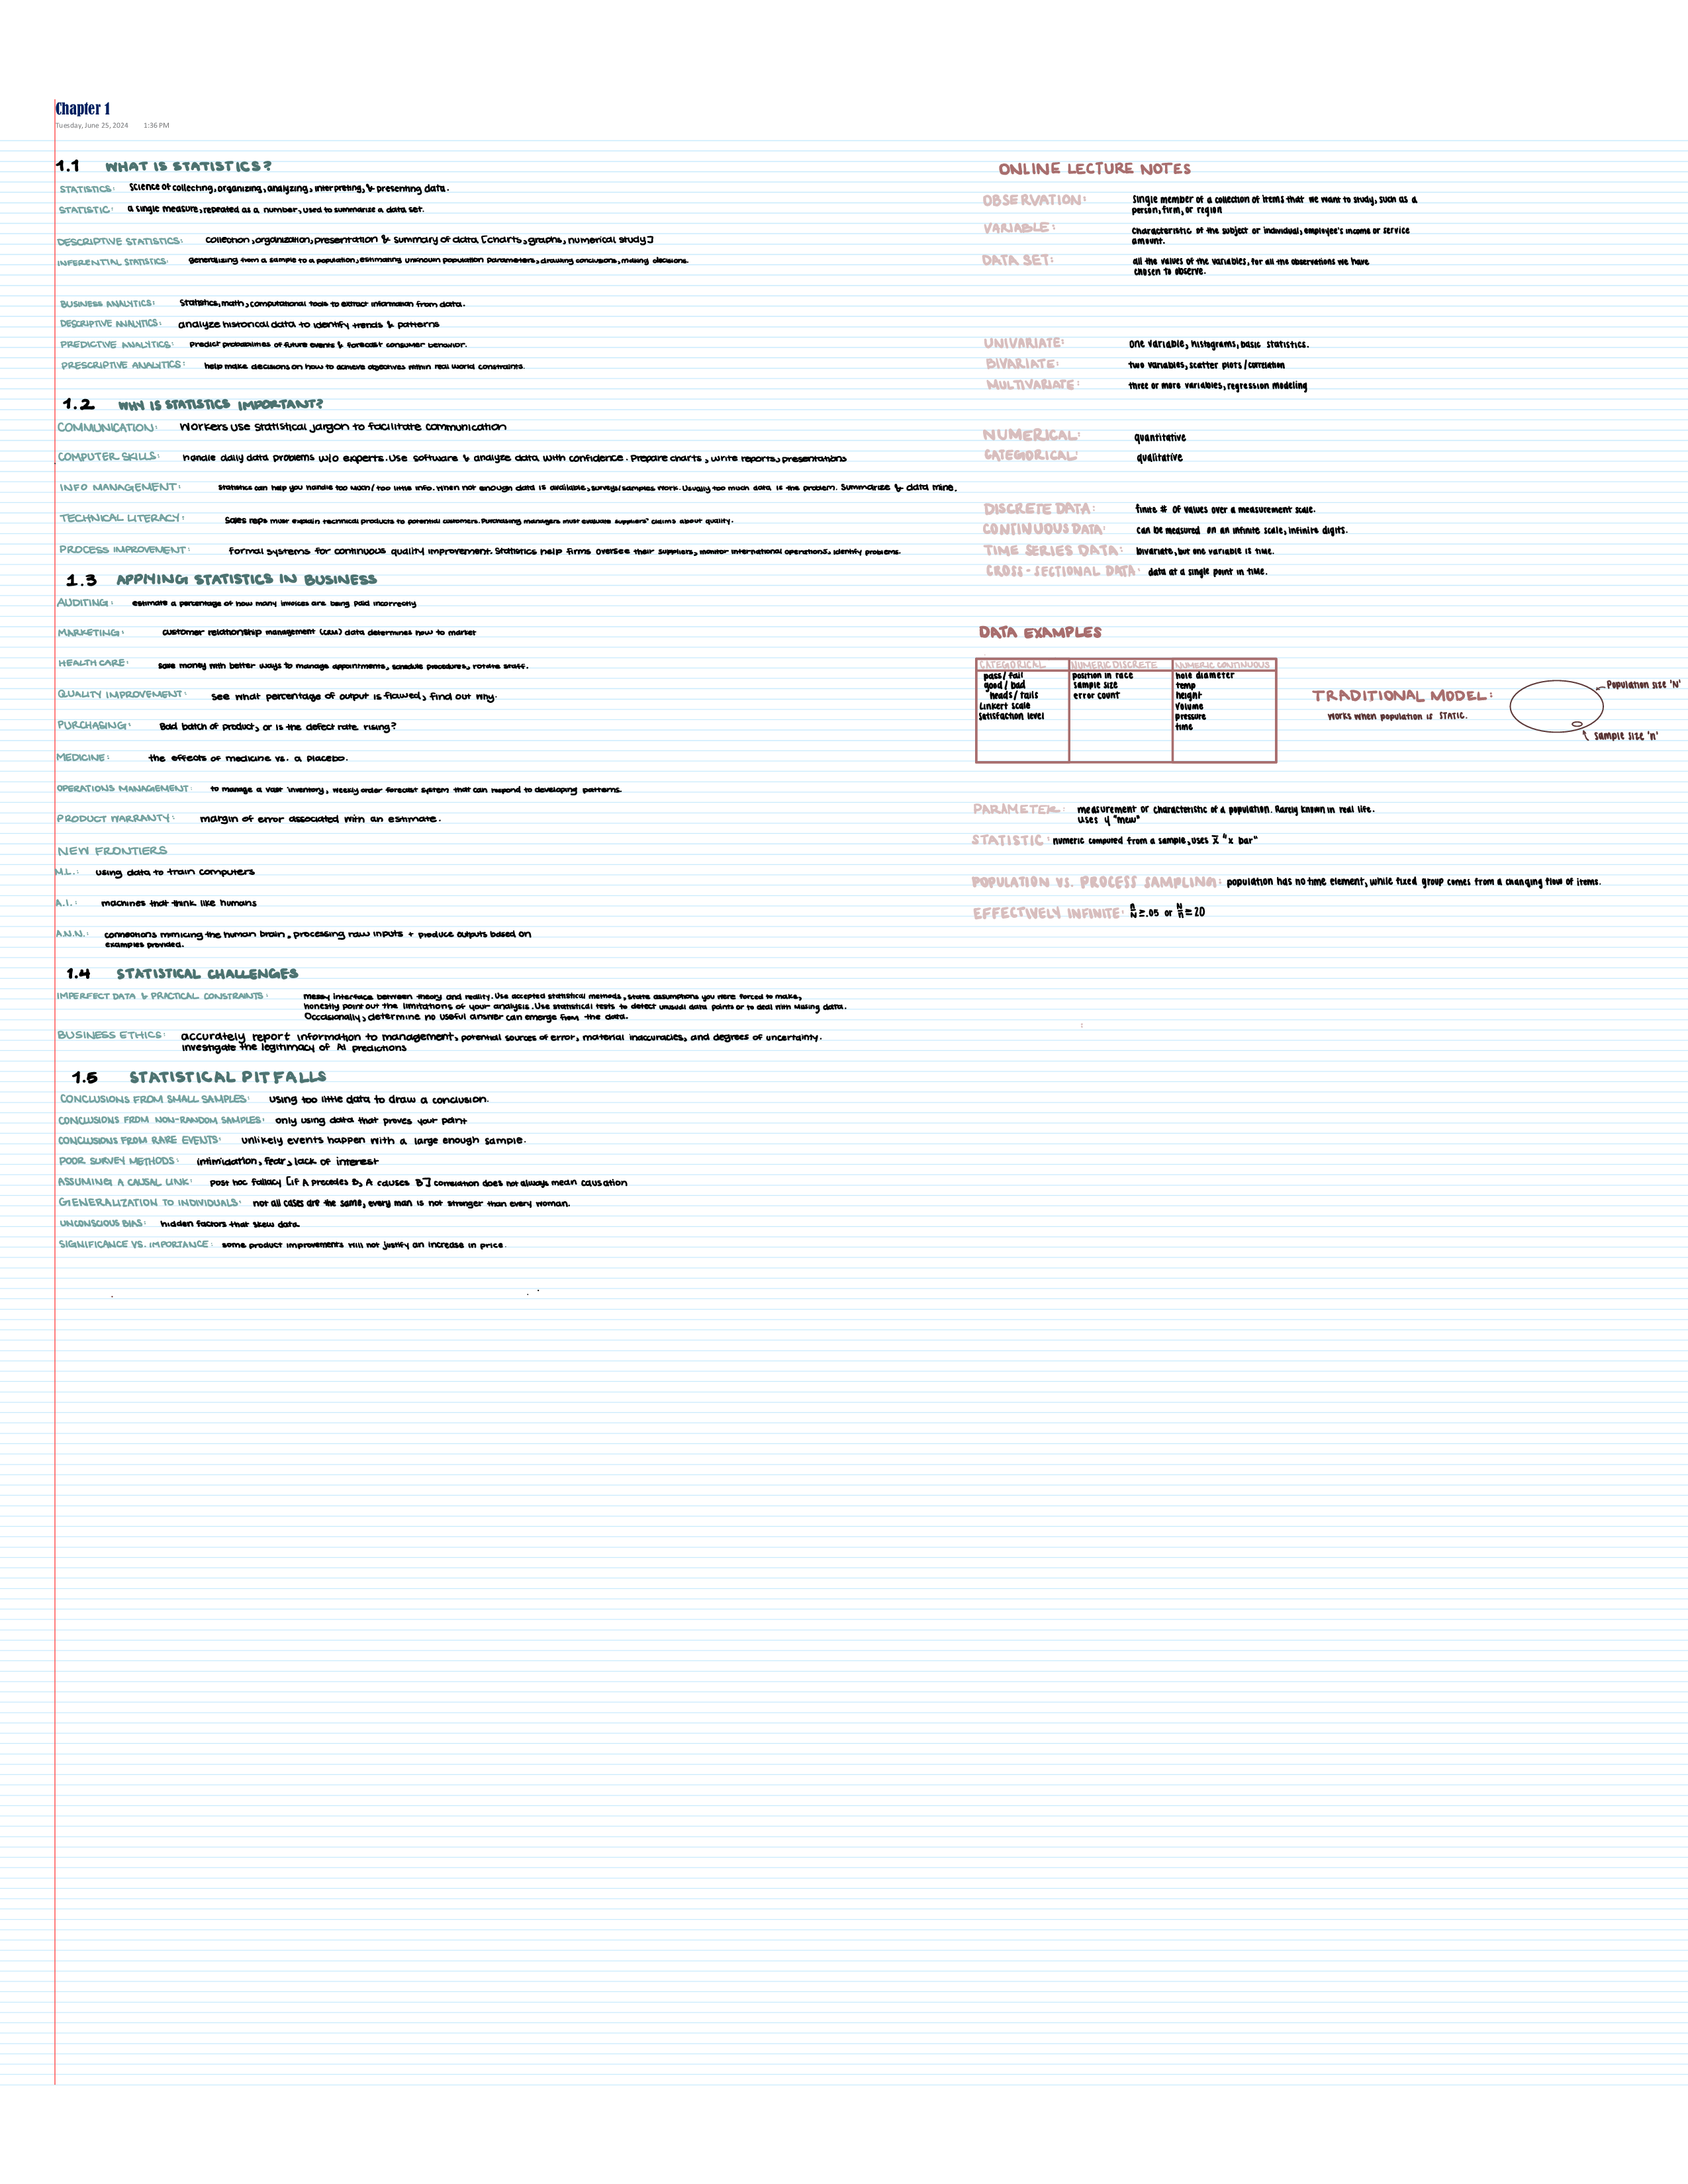 Chapter 1
Tuesday, June 25, 2024 1:36 PM
1.1 WHAT IS STATISTICS?
STATISTICS: Science of collecting, organizing, analyzing, interpreting, & presenting data.
STATISTIC: a single measure, repeated as a number, used to summarize a data set.
DESCRIPTIVE STATISTICS: collection, organization, presentation & summary of data [charts, graphs, numerical study]
INFERENTIAL STATISTICS: generalizing from a sample to a population, estimating unknown population parameters, drawing conclusions, making decisions.
BUSINESS ANALYTICS: Statistics, math, computational tools to extract information from data.
DESCRIPTIVE ANALYTICS: analyze historical data to identify trends & patterns
PREDICTIVE ANALYTICS: Predict probabilities of future events & forecast consumer behavior.
PRESCRIPTIVE ANALYTICS: help make decisions on how to achieve objectives within real world constraints.
1.2 WHY IS STATISTICS IMPORTANT?
COMMUNICATION: Workers use statistical jargon to facilitate communication
COMPUTER SKILLS: handle daily data problems w/o experts. Use software & analyze data with confidence. Prepare charts, write reports, presentations
INFO MANAGEMENT: Statistics can help you handle too much/too little info. When not enough data is available, surveys/samples work. Usually too much data is the problem. Summarize & data mine.
TECHNICAL LITERACY: Sales reps must explain technical products to potential customers. Purchasing managers must evaluate suppliers' claims about quality.
PROCESS IMPROVEMENT: formal systems for continuous quality improvement. Statistics help firms oversee their suppliers, monitor international operations, identify problems.
1.3 APPLYING STATISTICS IN BUSINESS
AUDITING: estimate a percentage of how many invoices are being paid incorrectly
MARKETING: customer relationship management (CRM) data determines how to market
HEALTH CARE: save money with better ways to manage appointments, schedule procedures, rotate staff.
QUALITY IMPROVEMENT: see what percentage of output is flawed, find out why.
PURCHASING: Bad batch of product, or is the defect rate rising?
MEDICINE: the effects of medicine vs. a placebo.
OPERATIONS MANAGEMENT: to manage a vast inventory, weekly order forecast system that can respond to developing patterns.
PRODUCT WARRANTY: margin of error associated with an estimate.
NEW FRONTIERS
M.L.: using data to train computers
A.I.: machines that think like humans
A.N.N.: connections mimicing the human brain, processing raw inputs + produce outputs based on
examples provided.
1.4 STATISTICAL CHALLENGES
IMPERFECT DATA & PRACTICAL CONSTRAINTS: messy interface between theory and reality. Use accepted statistical methods, state assumptions you were forced to make,
honestly point out the limitations of your analysis. Use statistical tests to detect unusual data points or to deal with missing data.
Occasionally, determine no useful answer can emerge from the data.
BUSINESS ETHICS: accurately report information to management, potential sources of error, material inaccuracies, and degrees of uncertainty.
investigate the legitimacy of AI predictions
1.5 STATISTICAL PITFALLS
CONCLUSIONS FROM SMALL SAMPLES: using too little data to draw a conclusion.
CONCLUSIONS FROM NON-RANDOM SAMPLES: only using data that proves your point
CONCLUSIONS FROM RARE EVENTS: unlikely events happen with a large enough sample.
POOR SURVEY METHODS: intimidation, fear, lack of interest
ASSUMING A CAUSAL LINK: post hoc fallacy [if A precedes B, A causes B] correlation does not always mean causation
GENERALIZATION TO INDIVIDUALS: not all cases are the same, every man is not stronger than every woman.
UNCONSCIOUS BIAS: hidden factors that skew data.
SIGNIFICANCE VS. IMPORTANCE: some product improvements will not justify an increase in price.
ONLINE LECTURE NOTES
OBSERVATION: Single member of a collection of items that we want to study, such as a
person, firm, or region
VARIABLE: Characteristic of the subject or individual, employee's income or service
amount.
DATA SET: all the values of the variables, for all the observations we have
chosen to observe.
UNIVARIATE: one variable, histograms, basic statistics.
BIVARIATE: two variables, scatter plots/correlation
MULTIVARIATE: three or more variables, regression modeling
NUMERICAL: quantitative
CATEGORICAL: qualitative
DISCRETE DATA: finite # of values over a measurement scale.
CONTINUOUS DATA: can be measured on an infinite scale, infinite digits.
TIME SERIES DATA: bivariate, but one variable is time.
CROSS-SECTIONAL DATA: data at a single point in time.
DATA EXAMPLES
CATEGORICAL NUMERIC DISCRETE NUMERIC CONTINUOUS
pass/fail position in race hole diameter
good/bad sample size temp
heads/tails error count height
Linkert scale volume
Satisfaction level pressure
time
TRADITIONAL MODEL:
works when population is STATIC.
Population size 'N'
sample size 'n'
PARAMETER: measurement or characteristic of a population. Rarely known in real life.
uses ч "mew"
STATISTIC: numeric computed from a sample, uses x̄ "x bar"
POPULATION VS. PROCESS SAMPLING: population has no time element, while fixed group comes from a changing flow of items.
EFFECTIVELY INFINITE: n/N ≥ .05 or N/n = 20